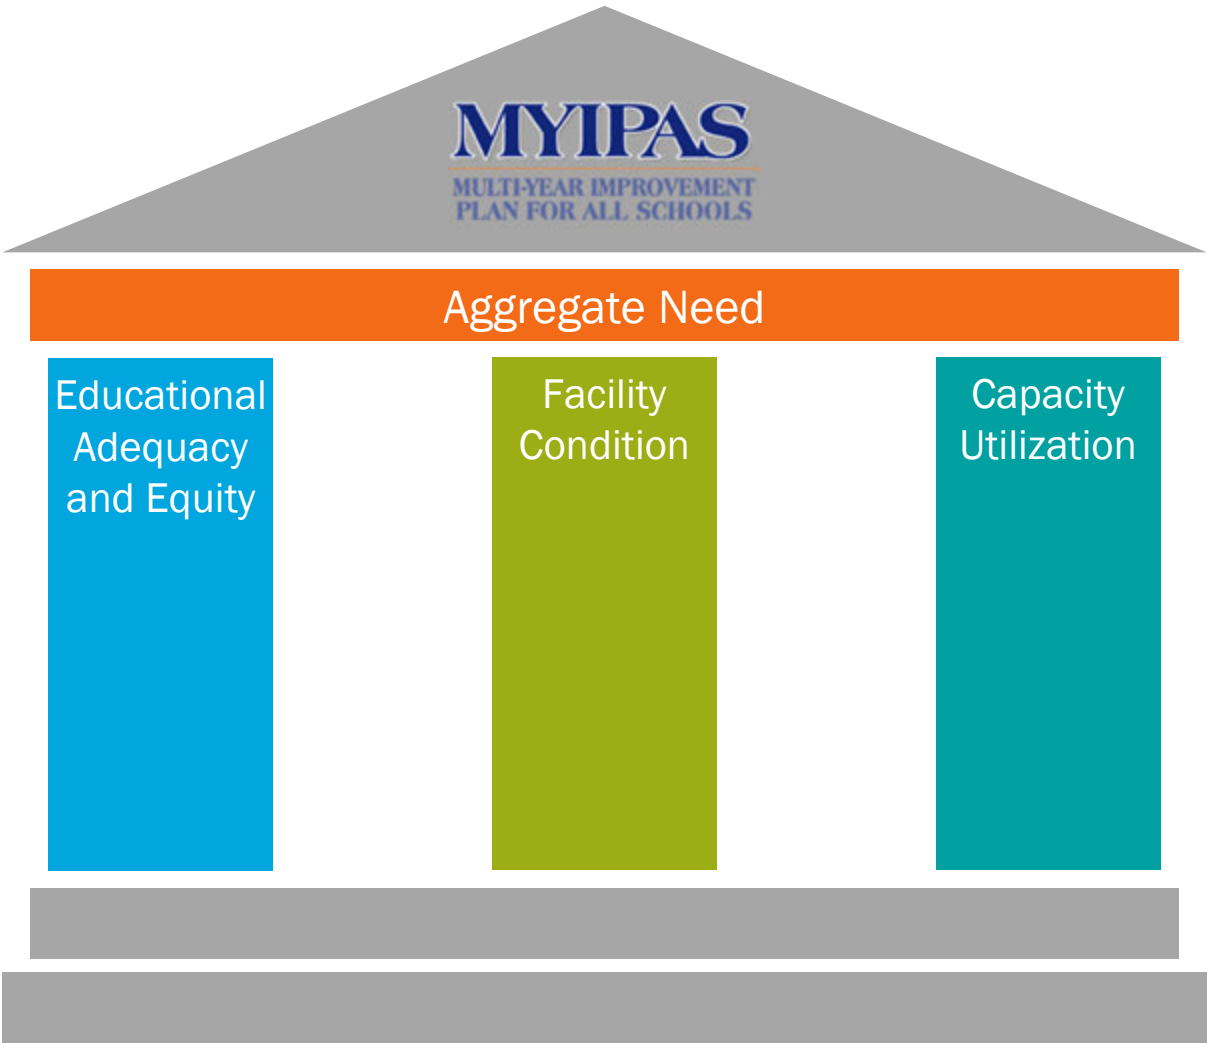 MYIPAS
MULTI-YEAR IMPROVEMENT
PLAN FOR ALL SCHOOLS
Aggregate Need
Educational
Adequacy
and Equity
Facility
Condition
Capacity
Utilization